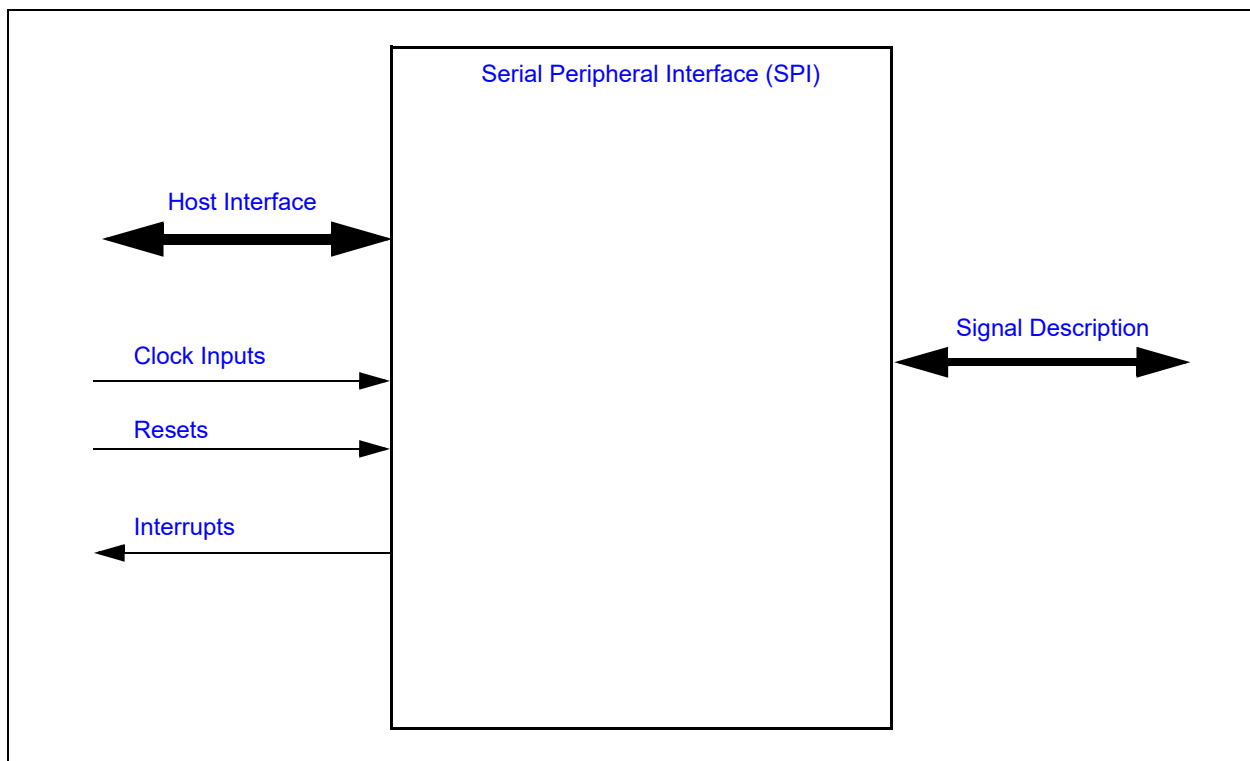 Serial Peripheral Interface (SPI)
Host Interface
Signal Description
Clock Inputs
Resets
Interrupts